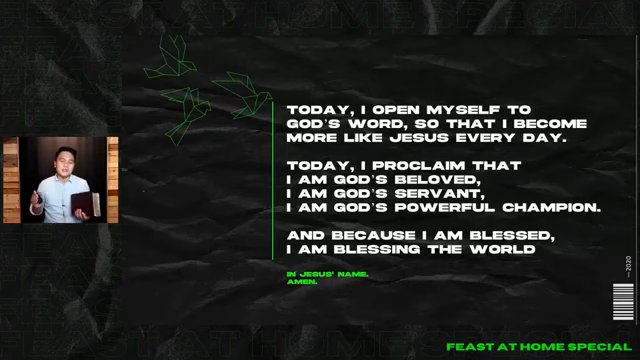 TODAY, I OPEN MYSELF TO
GOD'S WORD, SO THAT I BECOME
MORE LIKE JESUS EVERY DAY.
TODAY, I PROCLAIM THAT
I AM GOD'S BELOVED,
I AM GOD'S SERVANT,
I AM GOD'S POWERFUL CHAMPION.
AND BECAUSE I AM BLESSED,
I AM BLESSING THE WORLD
IN JESUS' NAME.
AMEN.
—2020
FEAST AT HOME SPECIAL